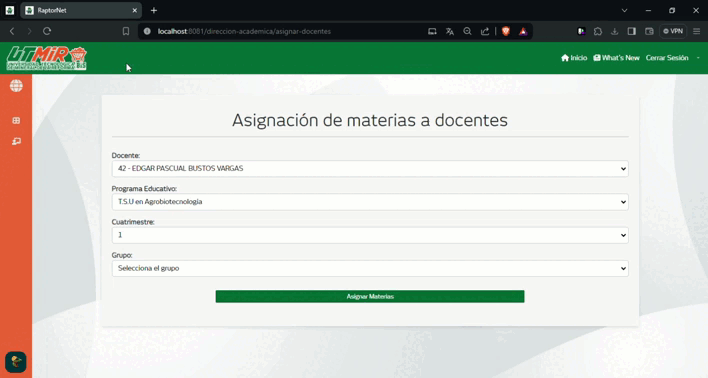 RaptorNet
localhost:8081/direccion-academica/asignar-docentes
VPN
UTMiR
Inicio What's New Cerrar Sesión
Asignación de materias a docentes
Docente:
42 - EDGAR PASCUAL BUSTOS VARGAS
Programa Educativo:
T.S.U en Agrobiotecnología
Cuatrimestre:
1
Grupo:
Selecciona el grupo
Asignar Materias